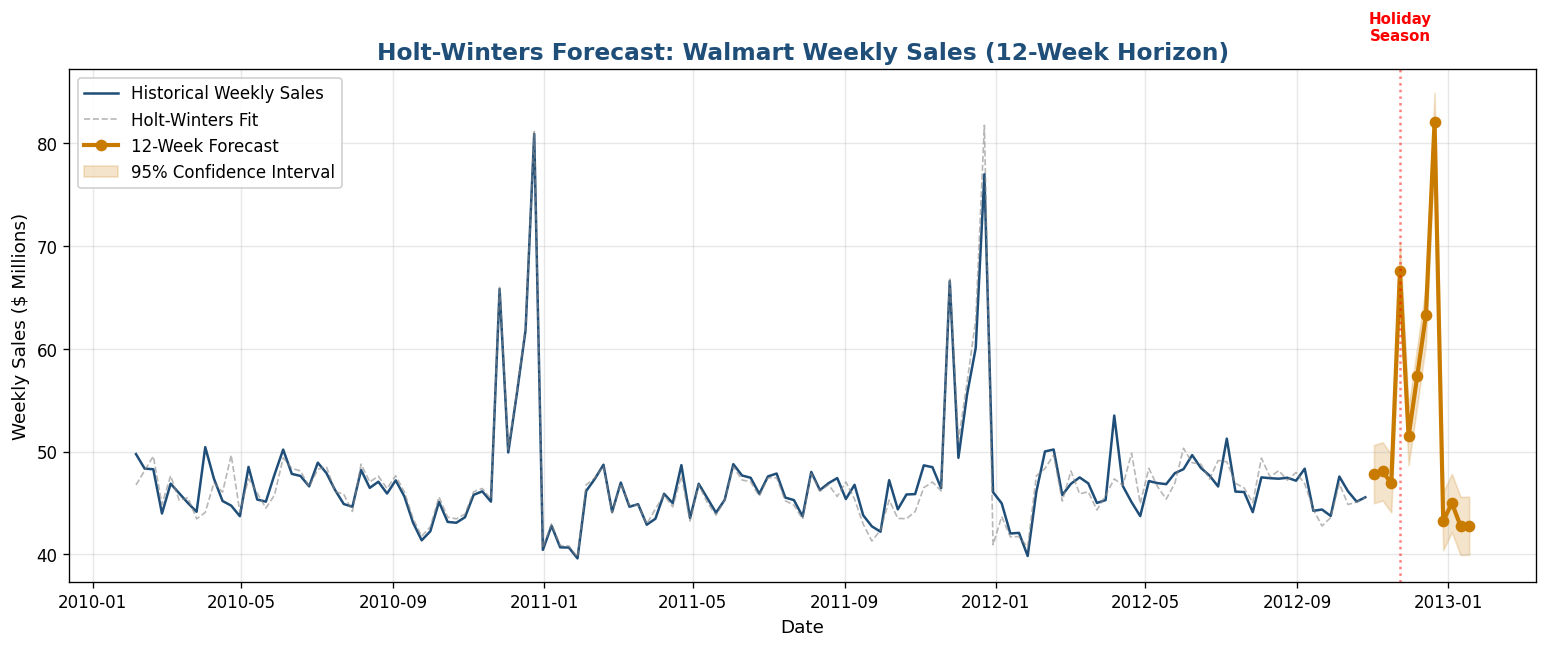 Holiday
Season
Holt-Winters Forecast: Walmart Weekly Sales (12-Week Horizon)
Historical Weekly Sales
Holt-Winters Fit
12-Week Forecast
95% Confidence Interval
Weekly Sales ($ Millions)
80
70
60
50
40
2010-01 2010-05 2010-09 2011-01 2011-05 2011-09 2012-01 2012-05 2012-09 2013-01
Date